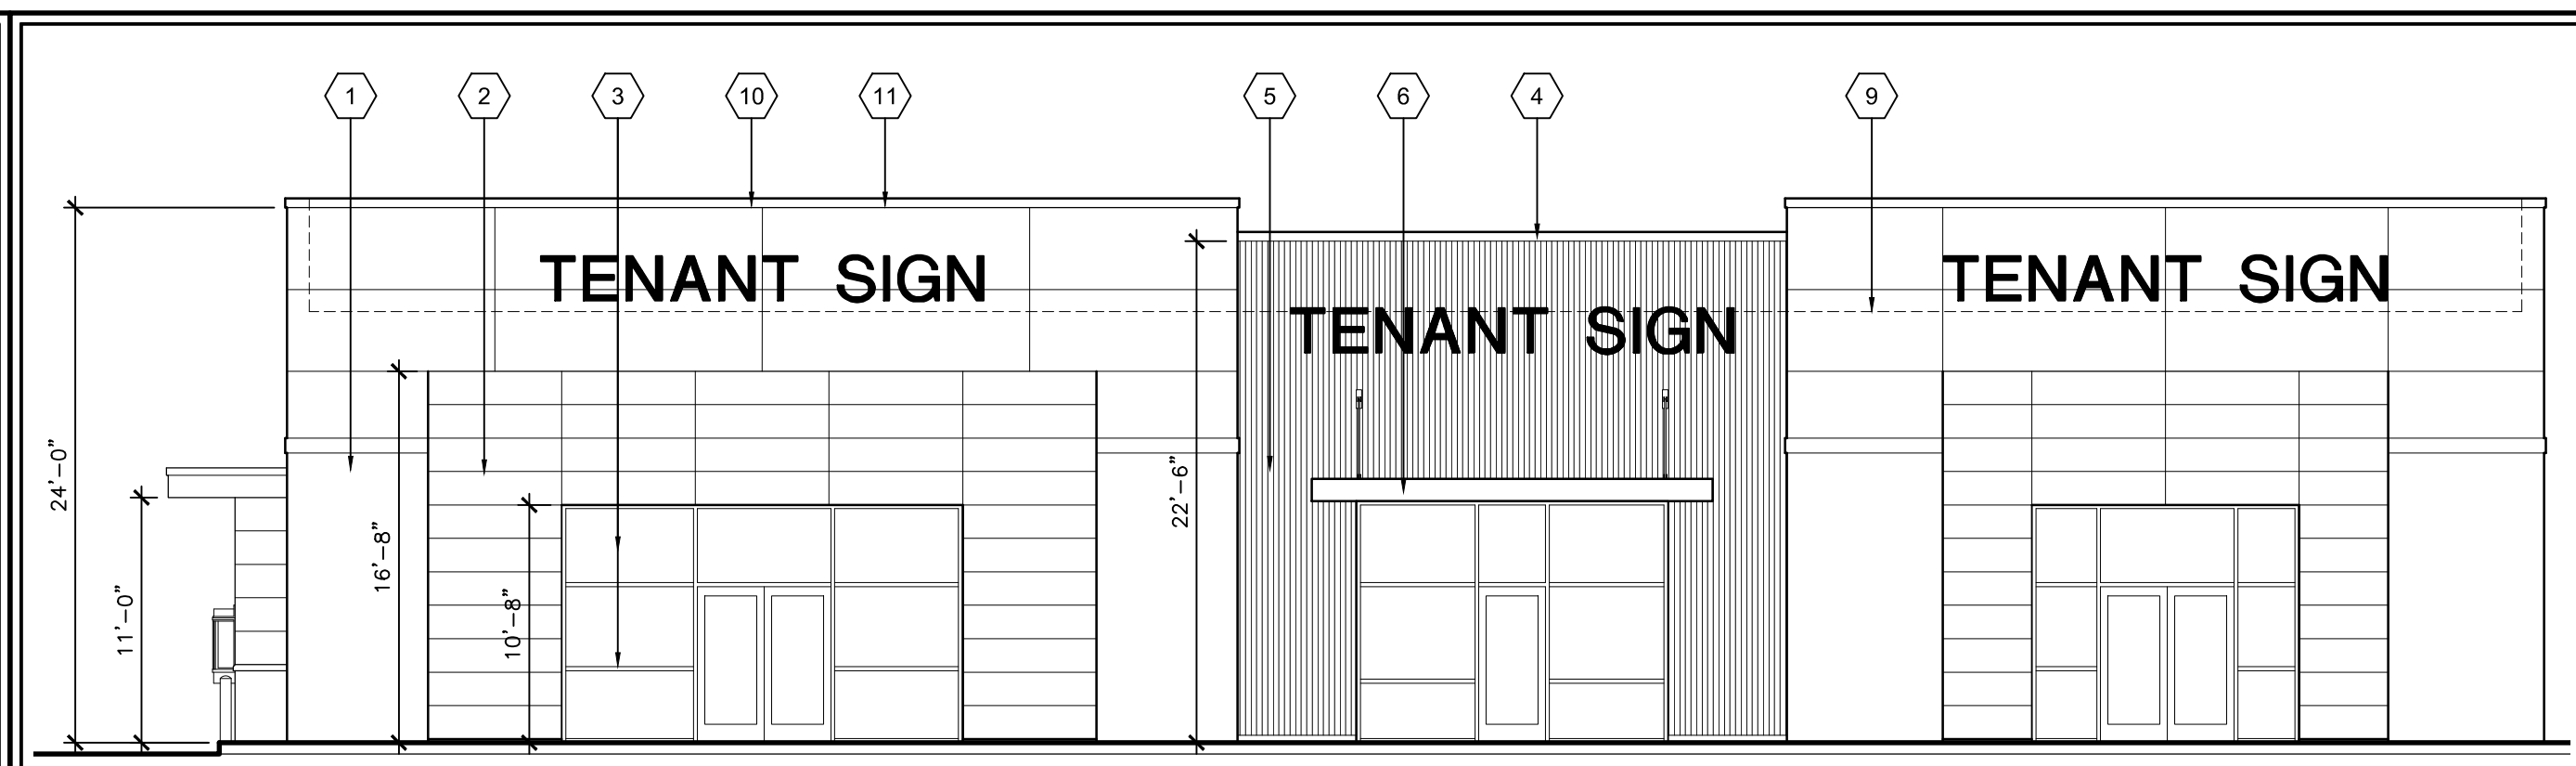 1 2 3 10 11 5 6 4 9
TENANT SIGN
TENANT SIGN
TENANT SIGN
24'-0"
11'-0"
16'-8"
10'-8"
22'-6"